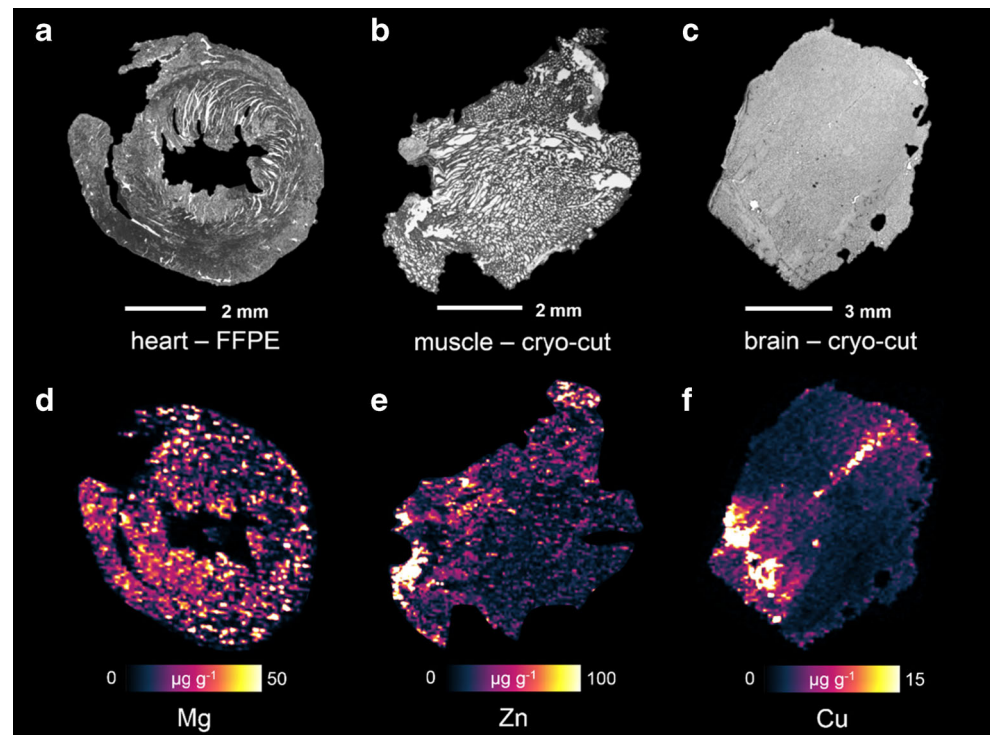 a b c
2 mm 2 mm 3 mm
heart – FFPE muscle – cryo-cut brain – cryo-cut
d e f
0 µg g⁻¹ 50 0 µg g⁻¹ 100 0 µg g⁻¹ 15
Mg Zn Cu